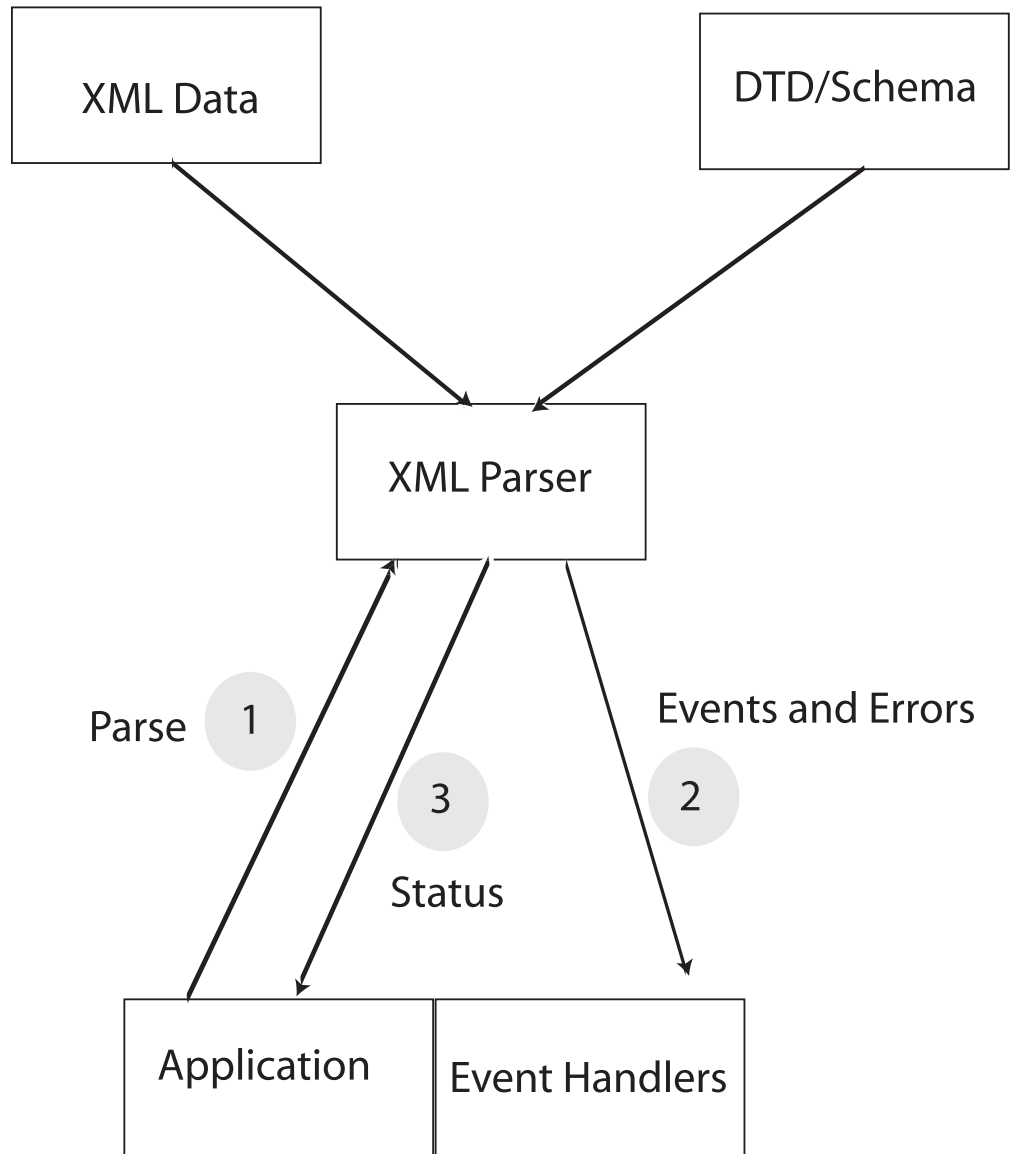 XML Data
DTD/Schema
XML Parser
Parse
1
Events and Errors
3
2
Status
Application
Event Handlers